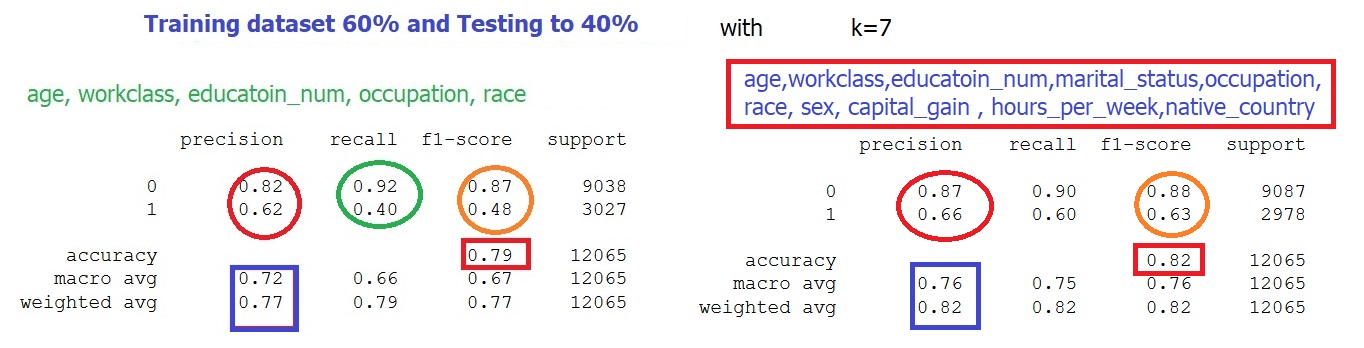 Training dataset 60% and Testing to 40%
with k=7
age, workclass, educatoin_num, occupation, race
precision recall f1-score support
0 0.82 0.92 0.87 9038
1 0.62 0.40 0.48 3027
accuracy 0.79 12065
macro avg 0.72 0.66 0.67 12065
weighted avg 0.77 0.79 0.77 12065
age,workclass,educatoin_num,marital_status,occupation,
race, sex, capital_gain , hours_per_week,native_country
precision recall f1-score support
0 0.87 0.90 0.88 9087
1 0.66 0.60 0.63 2978
accuracy 0.82 12065
macro avg 0.76 0.75 0.76 12065
weighted avg 0.82 0.82 0.82 12065